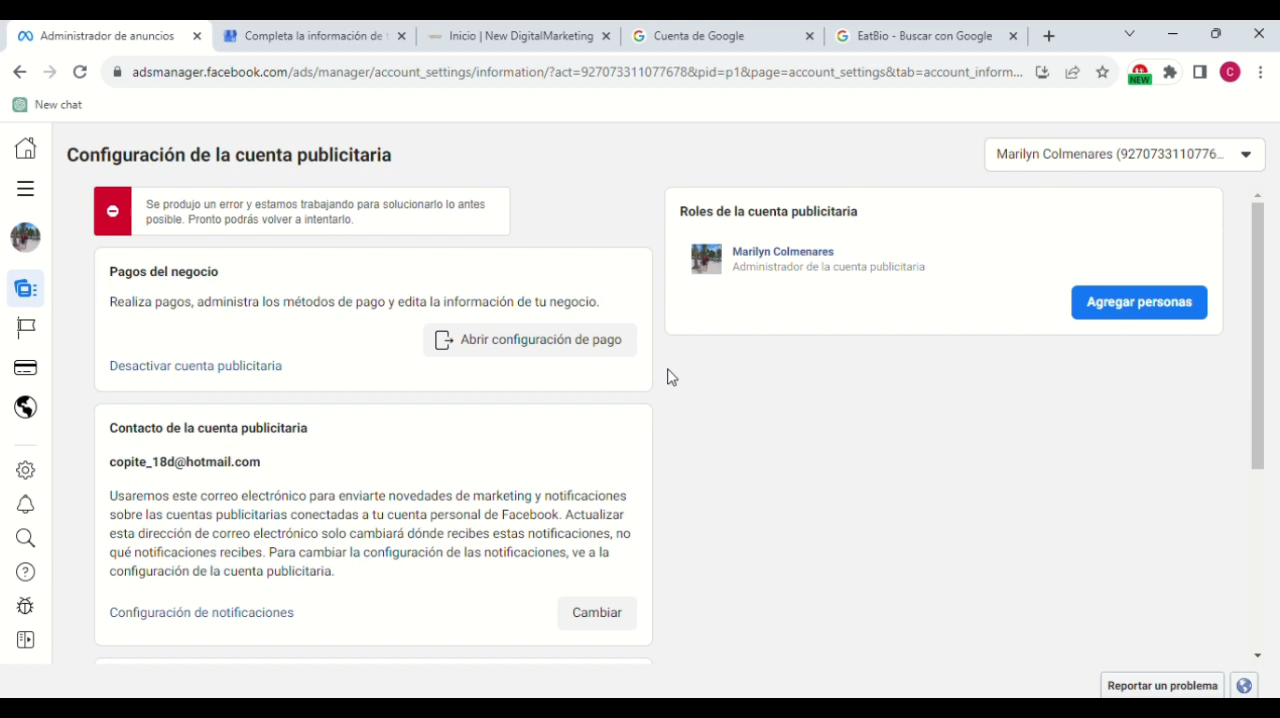 Administrador de anuncios
Completa la información de t
Inicio | New DigitalMarketing
Cuenta de Google
EatBio - Buscar con Google
adsmanager.facebook.com/ads/manager/account_settings/information/?act=927073311077678&pid=p1&page=account_settings&tab=account_inform...
NEW
C
New chat
Configuración de la cuenta publicitaria
Marilyn Colmenares (9270733110776...
Se produjo un error y estamos trabajando para solucionarlo lo antes
posible. Pronto podrás volver a intentarlo.
Pagos del negocio
Realiza pagos, administra los métodos de pago y edita la información de tu negocio.
Abrir configuración de pago
Desactivar cuenta publicitaria
Contacto de la cuenta publicitaria
copite_18d@hotmail.com
Usaremos este correo electrónico para enviarte novedades de marketing y notificaciones
sobre las cuentas publicitarias conectadas a tu cuenta personal de Facebook. Actualizar
esta dirección de correo electrónico solo cambiará dónde recibes estas notificaciones, no
qué notificaciones recibes. Para cambiar la configuración de las notificaciones, ve a la
configuración de la cuenta publicitaria.
Configuración de notificaciones
Cambiar
Roles de la cuenta publicitaria
Marilyn Colmenares
Administrador de la cuenta publicitaria
Agregar personas
Reportar un problema